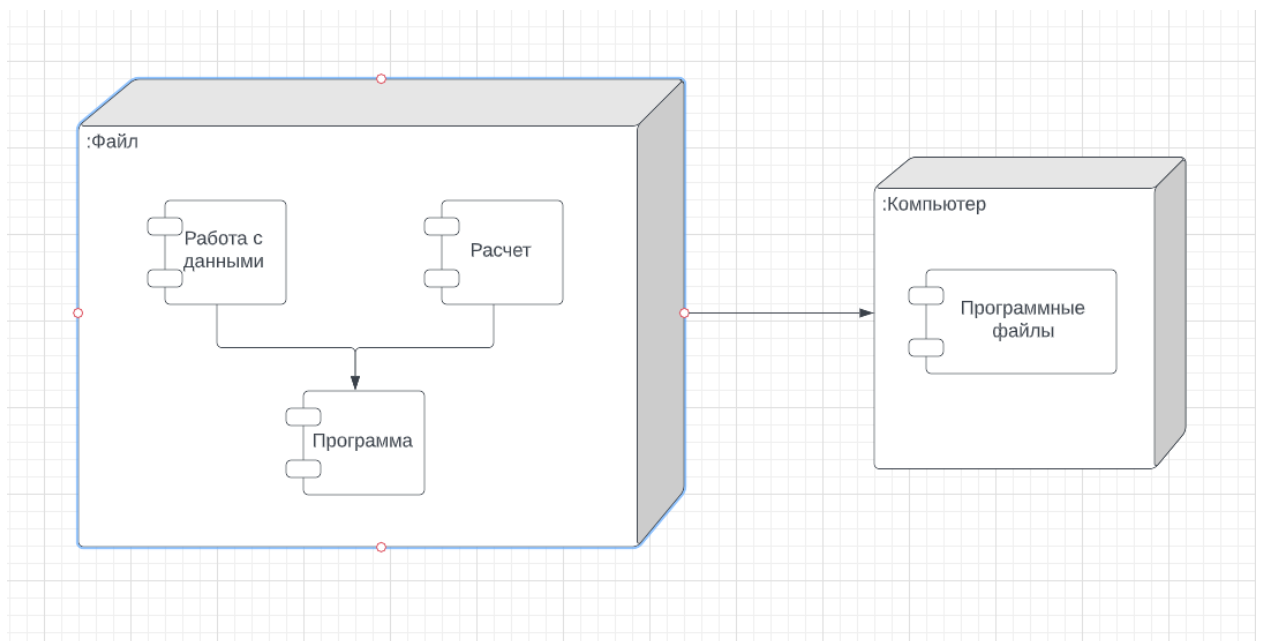 :Файл
Работа с
данными
Расчет
Программа
:Компьютер
Программные
файлы